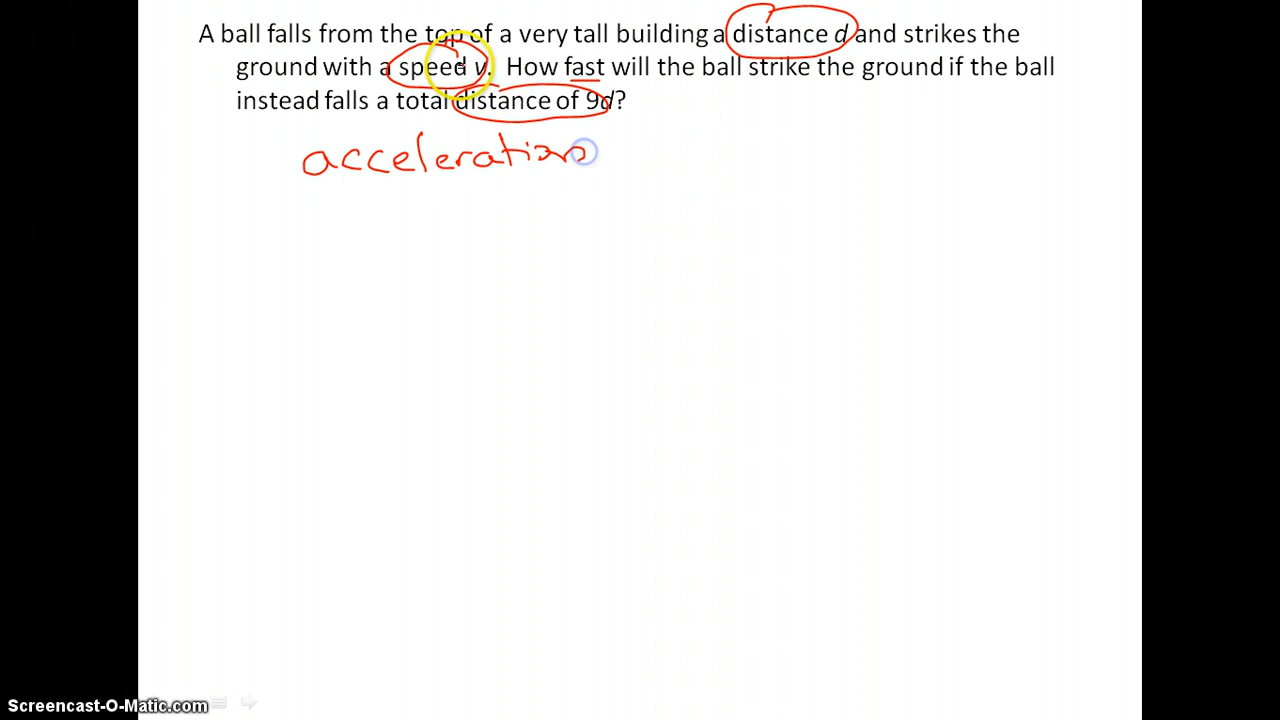 A ball falls from the top of a very tall building a distance d and strikes the
ground with a speed v. How fast will the ball strike the ground if the ball
instead falls a total distance of 9d?
acceleration
Screencast-O-Matic.com